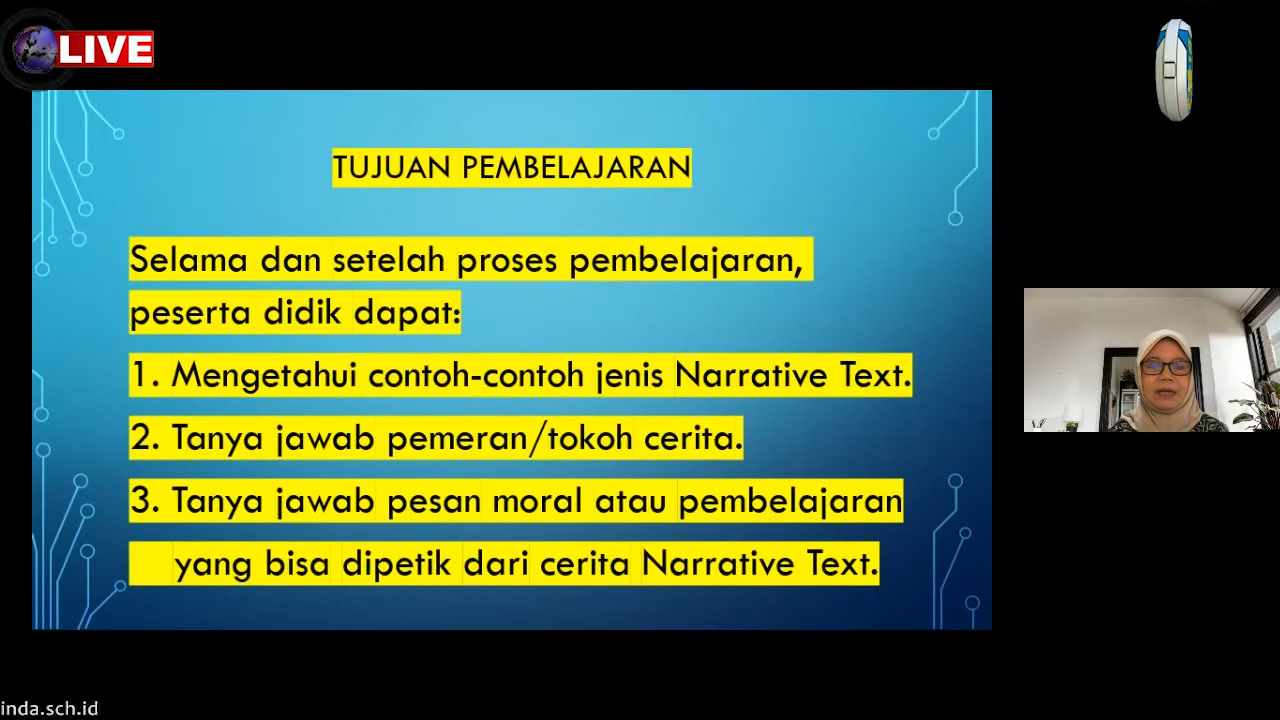 LIVE
TUJUAN PEMBELAJARAN
Selama dan setelah proses pembelajaran,
peserta didik dapat:
1. Mengetahui contoh-contoh jenis Narrative Text.
2. Tanya jawab pemeran/tokoh cerita.
3. Tanya jawab pesan moral atau pembelajaran
yang bisa dipetik dari cerita Narrative Text.
inda.sch.id